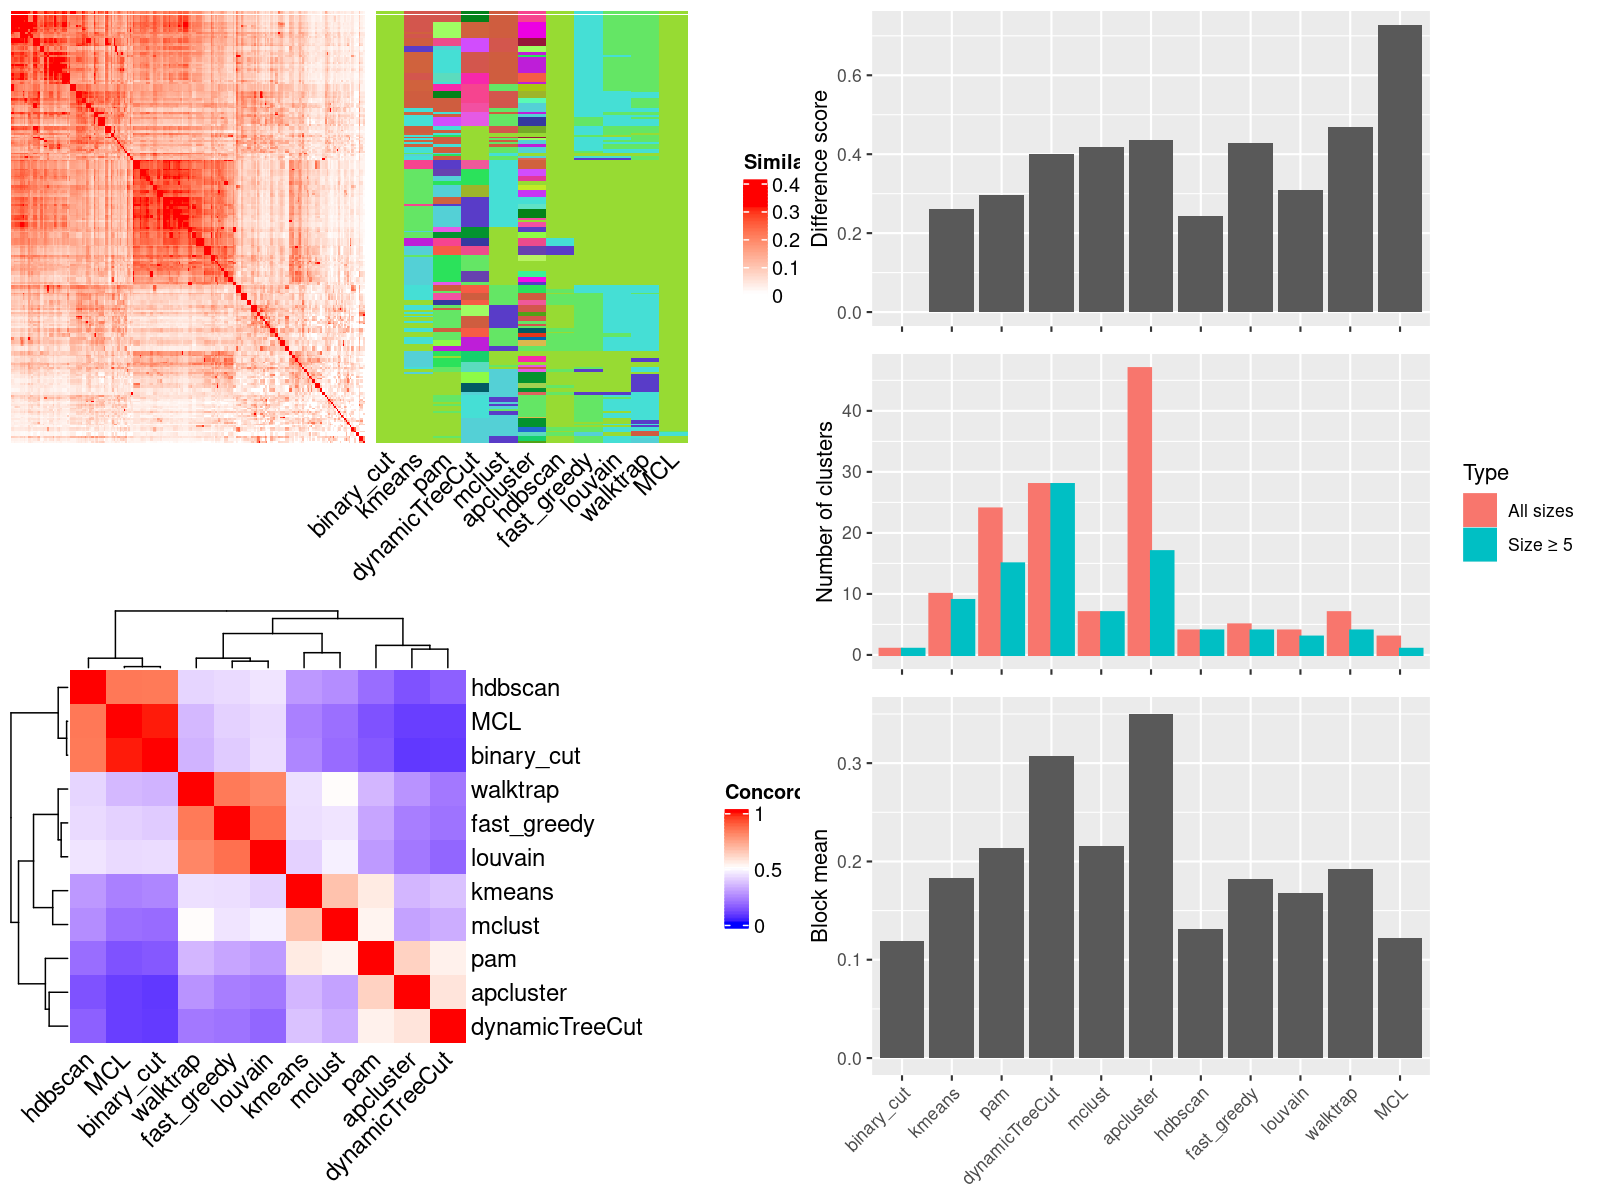 Simila
0.4
0.3
0.2
0.1
0
binary_cut
kmeans
pam
dynamicTreeCut
mclust
apcluster
hdbscan
fast_greedy
louvain
walktrap
MCL
hdbscan
MCL
binary_cut
walktrap
fast_greedy
louvain
kmeans
mclust
pam
apcluster
dynamicTreeCut
hdbscan
MCL
binary_cut
walktrap
fast_greedy
louvain
kmeans
mclust
pam
apcluster
dynamicTreeCut
Concord
1
0.5
0
Difference score
0.6
0.4
0.2
0.0
Number of clusters
40
30
20
10
0
Type
All sizes
Size ≥ 5
Block mean
0.3
0.2
0.1
0.0
binary_cut
kmeans
pam
dynamicTreeCut
mclust
apcluster
hdbscan
fast_greedy
louvain
walktrap
MCL